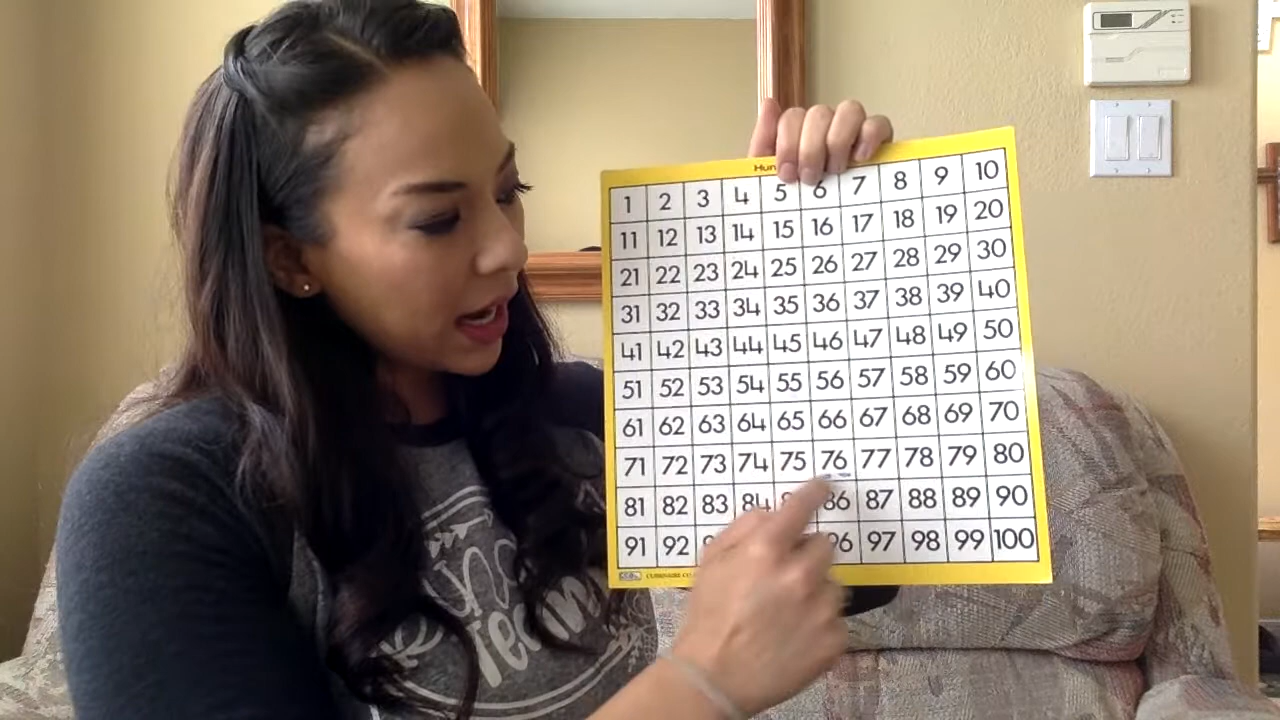 1 2 3 4 5 6 7 8 9 10
11 12 13 14 15 16 17 18 19 20
21 22 23 24 25 26 27 28 29 30
31 32 33 34 35 36 37 38 39 40
41 42 43 44 45 46 47 48 49 50
51 52 53 54 55 56 57 58 59 60
61 62 63 64 65 66 67 68 69 70
71 72 73 74 75 76 77 78 79 80
81 82 83 84 86 87 88 89 90
91 92 97 98 99 100